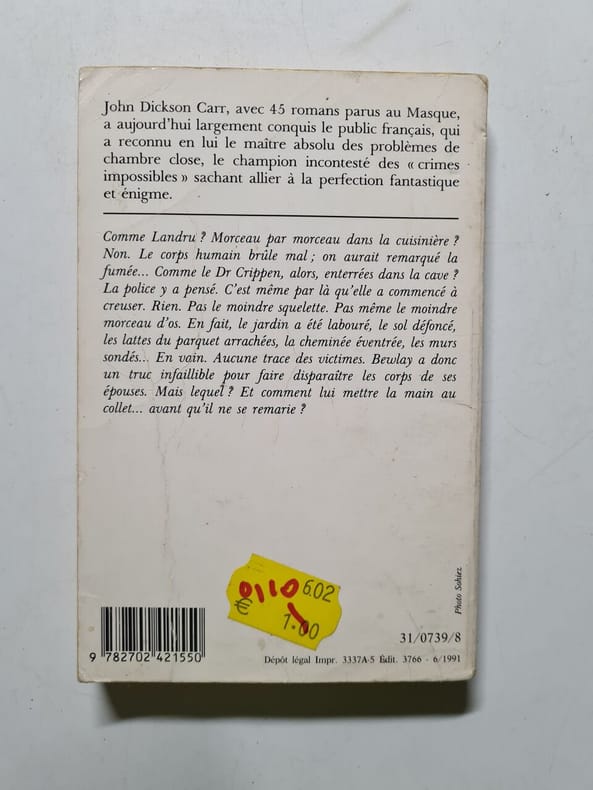 John Dickson Carr, avec 45 romans parus au Masque,
a aujourd'hui largement conquis le public français, qui
a reconnu en lui le maître absolu des problèmes de
chambre close, le champion incontesté des « crimes
impossibles » sachant allier à la perfection fantastique
et énigme.
Comme Landru ? Morceau par morceau dans la cuisinière ?
Non. Le corps humain brûle mal ; on aurait remarqué la
fumée... Comme le Dr Crippen, alors, enterrées dans la cave ?
La police y a pensé. C'est même par là qu'elle a commencé à
creuser. Rien. Pas le moindre squelette. Pas même le moindre
morceau d'os. En fait, le jardin a été labouré, le sol défoncé,
les lattes du parquet arrachées, la cheminée éventrée, les murs
sondés... En vain. Aucune trace des victimes. Bewlay a donc
un truc infaillible pour faire disparaître les corps de ses
épouses. Mais lequel ? Et comment lui mettre la main au
collet... avant qu'il ne se remarie ?
0,10 6.02
€ 1.00
Photo Sohiez
31/0739/8
9 782702 421550
Dépôt légal Impr. 3337A-5 Édit. 3766 - 6/1991